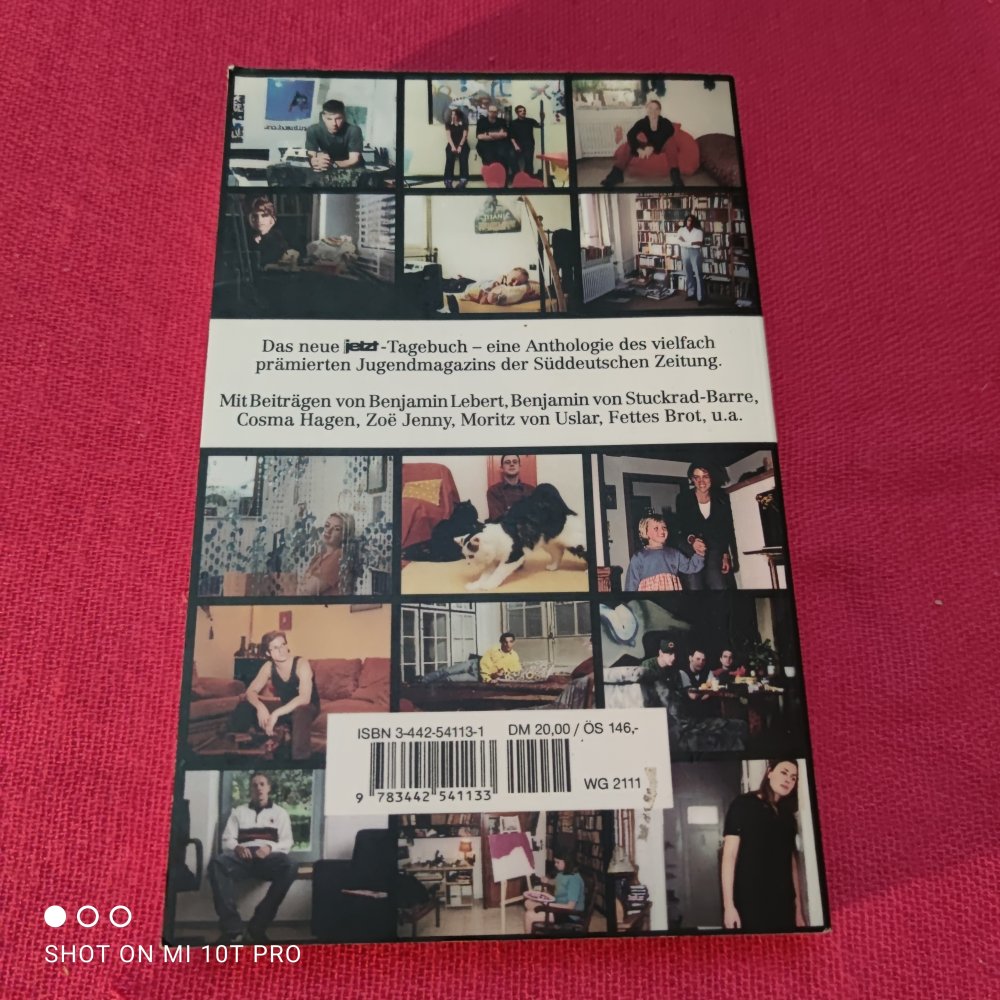 Das neue jetzt-Tagebuch – eine Anthologie des vielfach
prämierten Jugendmagazins der Süddeutschen Zeitung.
Mit Beiträgen von Benjamin Lebert, Benjamin von Stuckrad-Barre,
Cosma Hagen, Zoë Jenny, Moritz von Uslar, Fettes Brot, u.a.
ISBN 3-442-54113-1 DM 20,00 / ÖS 146,-
9 783442 541133 WG 2111
SHOT ON MI 10T PRO